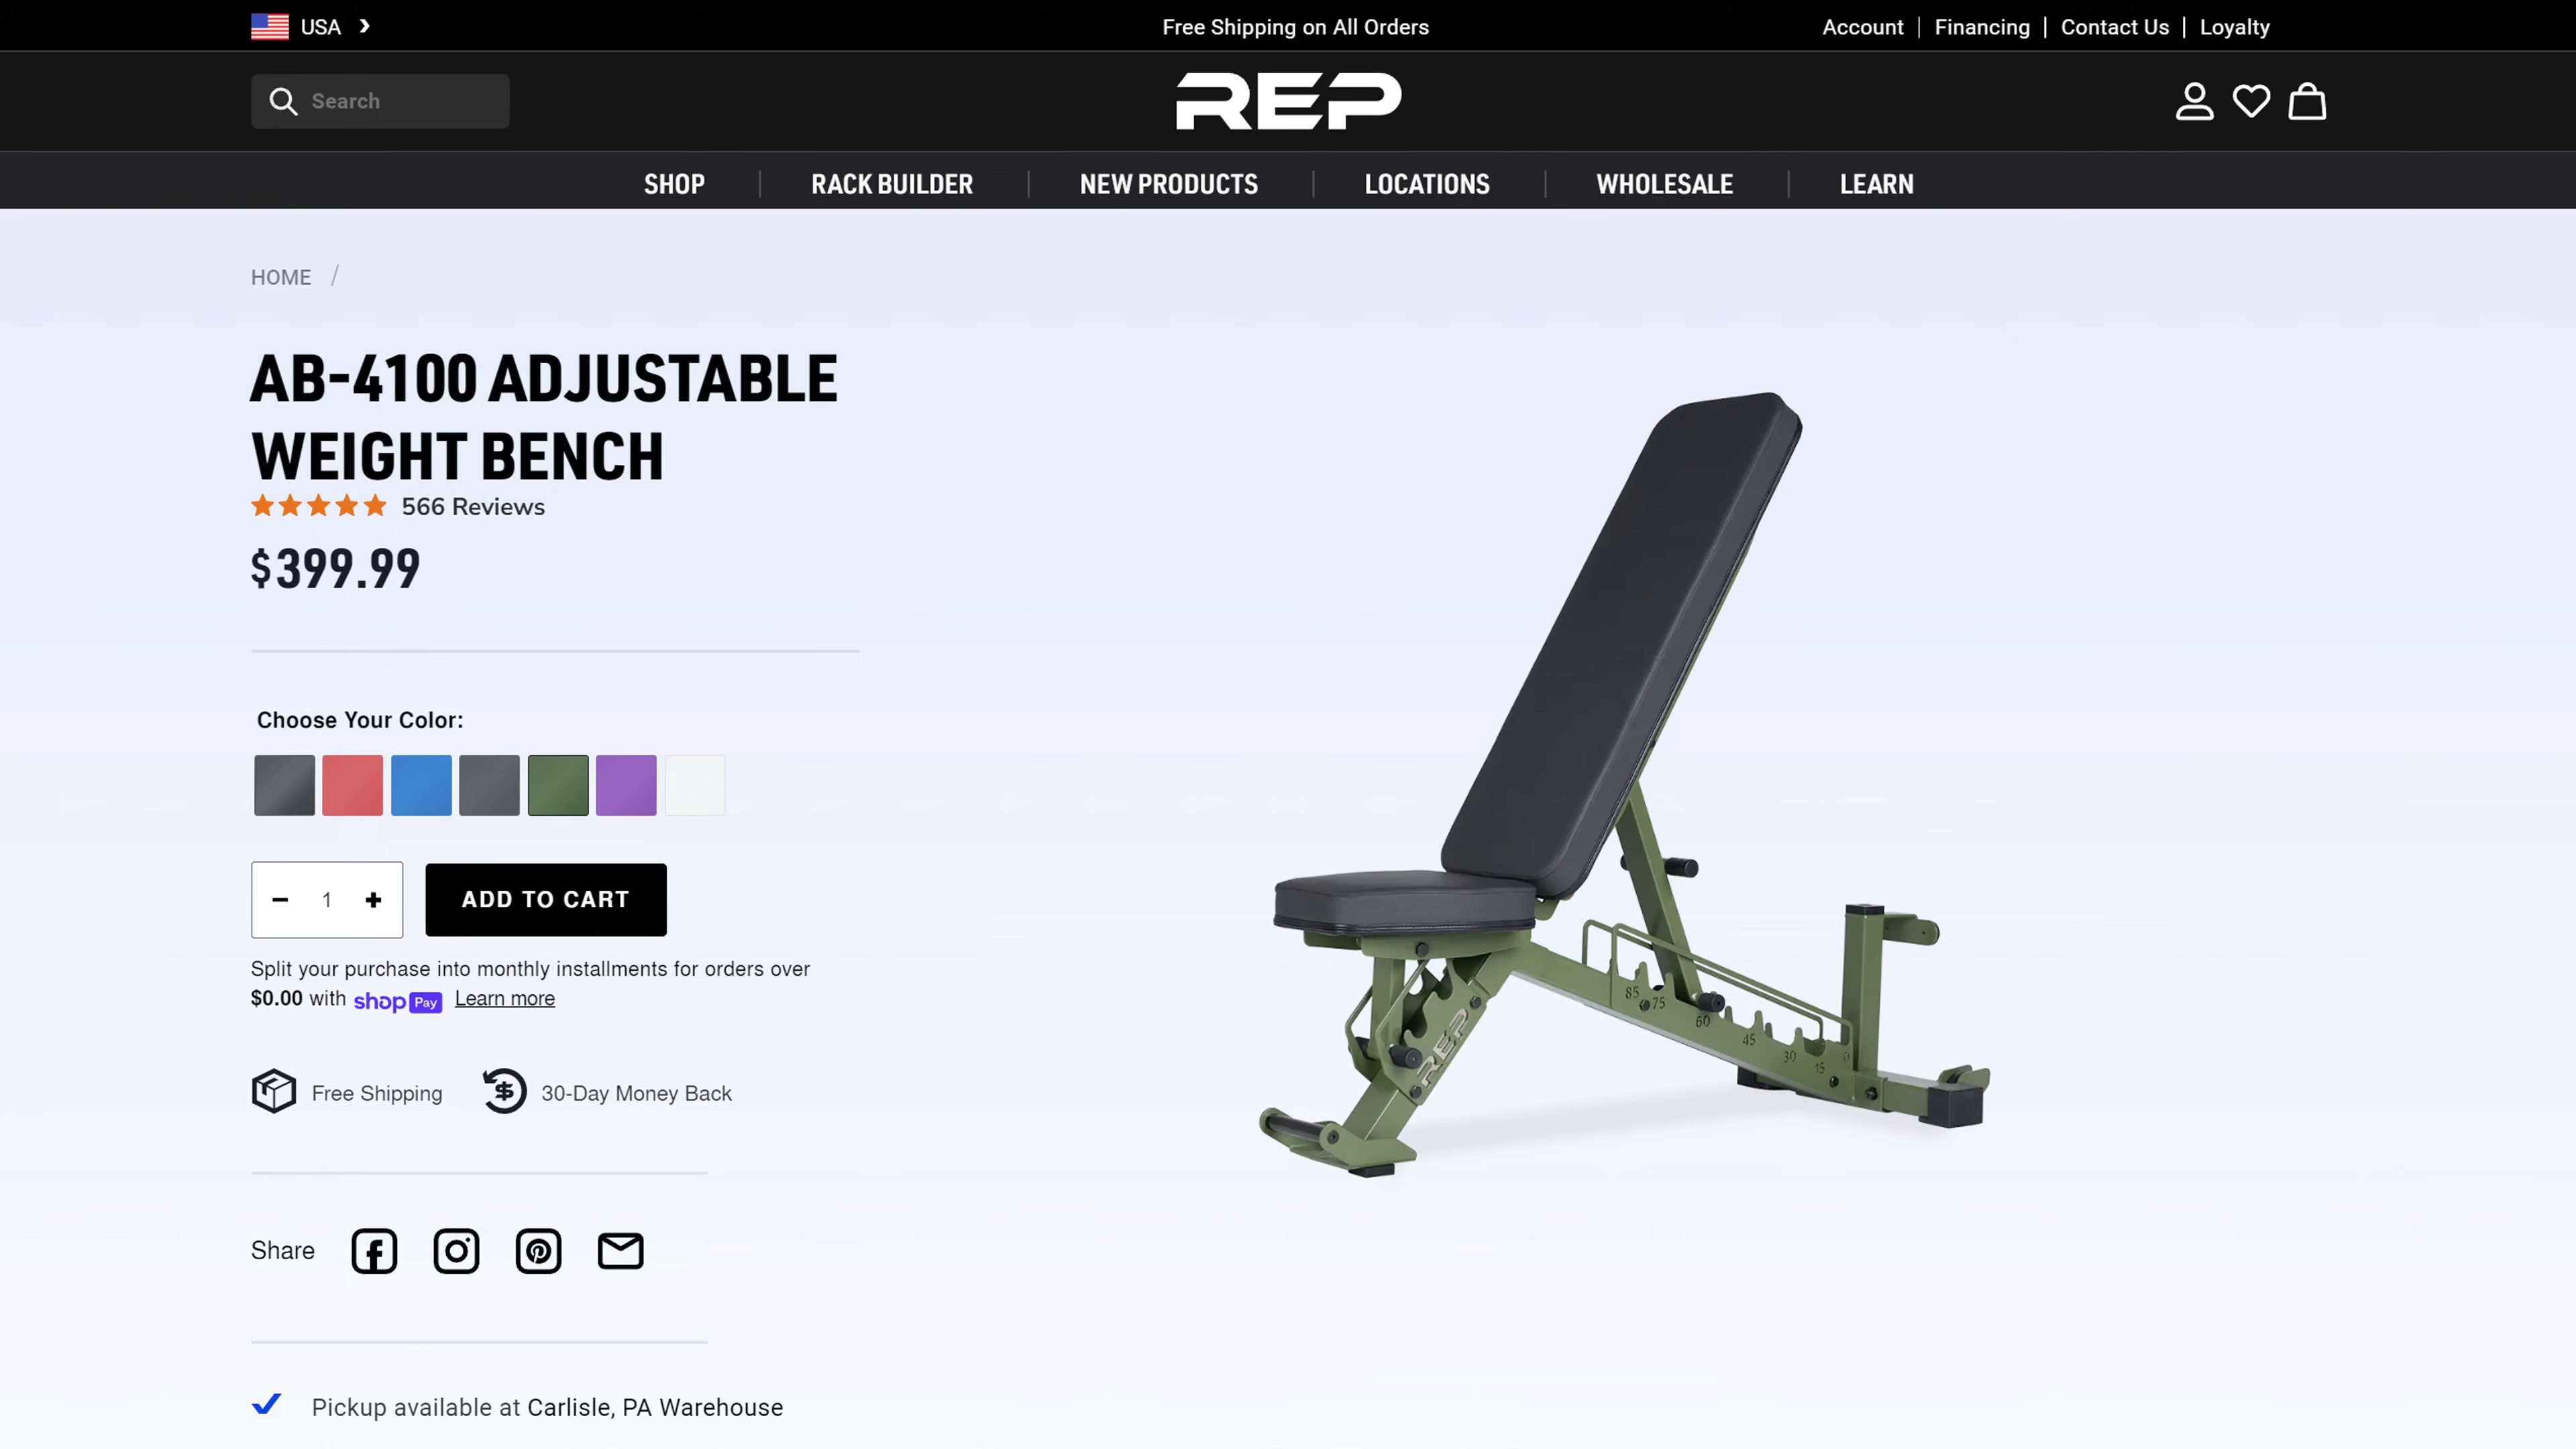 USA
Free Shipping on All Orders
Account | Financing | Contact Us | Loyalty
Search
REP
SHOP
RACK BUILDER
NEW PRODUCTS
LOCATIONS
WHOLESALE
LEARN
HOME /
AB-4100 ADJUSTABLE
WEIGHT BENCH
566 Reviews
$399.99
Choose Your Color:
1
ADD TO CART
Split your purchase into monthly installments for orders over
$0.00 with shop Pay Learn more
Free Shipping
30-Day Money Back
Share
Pickup available at Carlisle, PA Warehouse
85
75
60
45
30
15
0
REP